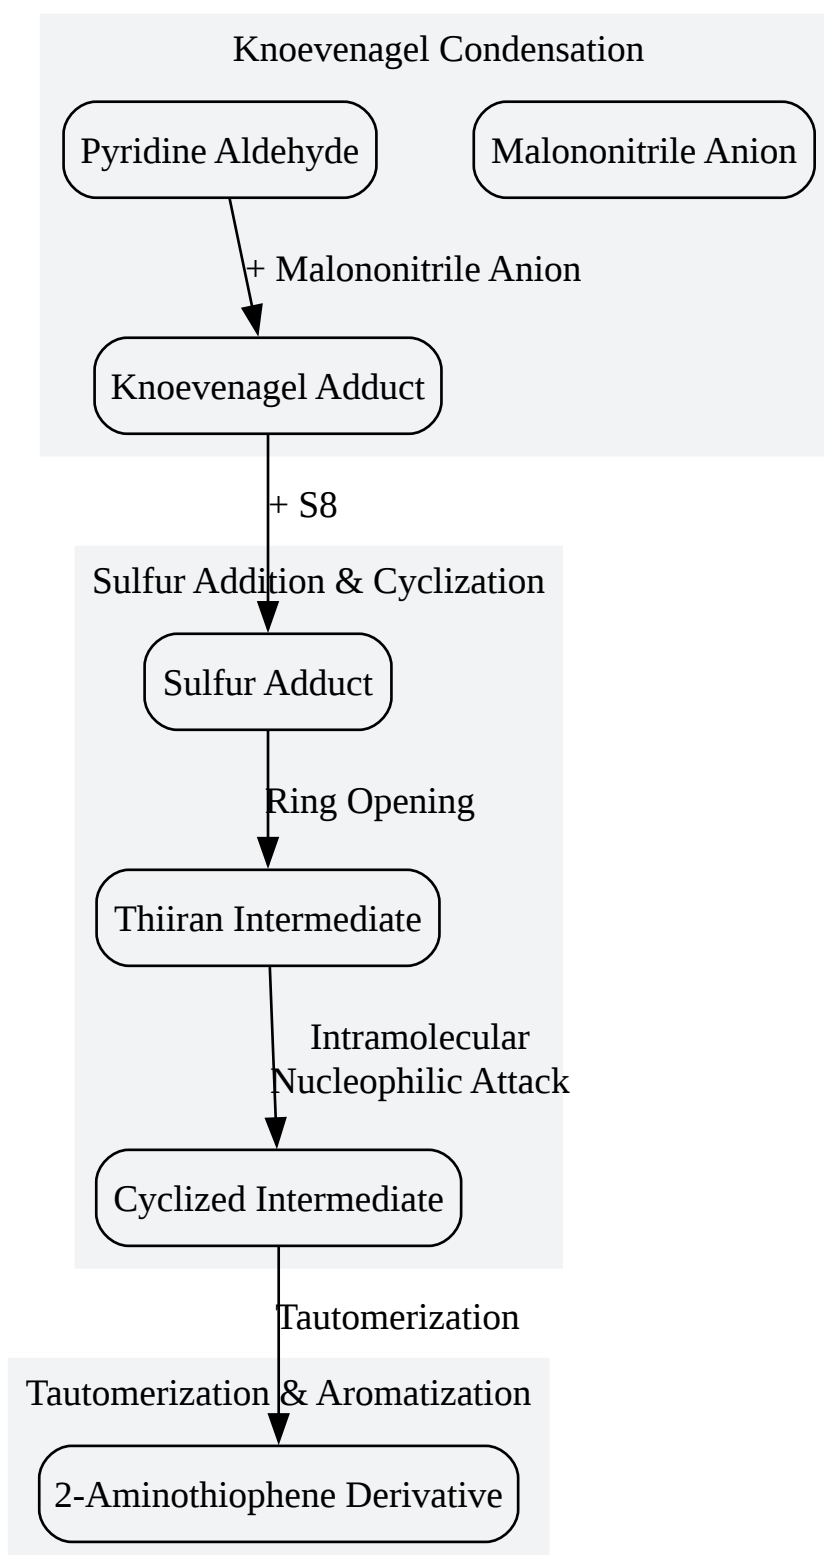 Knoevenagel Condensation
Pyridine Aldehyde
Malononitrile Anion
+ Malononitrile Anion
Knoevenagel Adduct
+ S8
Sulfur Addition & Cyclization
Sulfur Adduct
Ring Opening
Thiiran Intermediate
Intramolecular
Nucleophilic Attack
Cyclized Intermediate
Tautomerization
Tautomerization & Aromatization
2-Aminothiophene Derivative